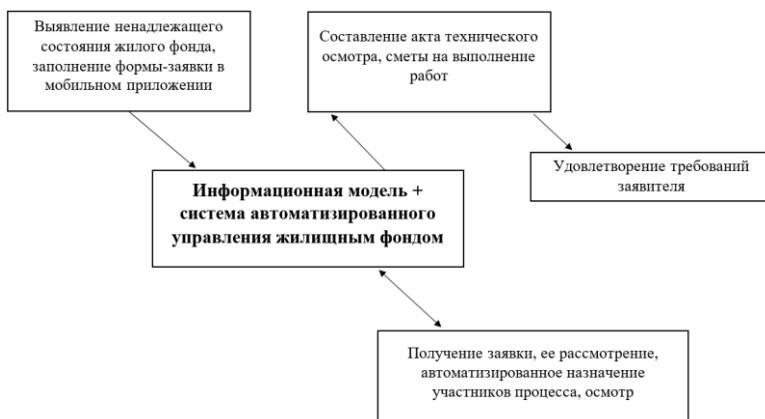 Выявление ненадлежащего
состояния жилого фонда,
заполнение формы-заявки в
мобильном приложении
Составление акта технического
осмотра, сметы на выполнение
работ
Удовлетворение требований
заявителя
Информационная модель +
система автоматизированного
управления жилищным фондом
Получение заявки, ее рассмотрение,
автоматизированное назначение
участников процесса, осмотр